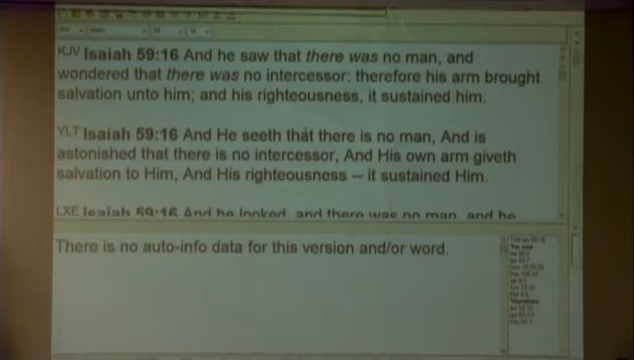 KJV Isaiah 59:16 And he saw that there was no man, and
wondered that there was no intercessor: therefore his arm brought
salvation unto him; and his righteousness, it sustained him.
YLT Isaiah 59:16 And He seeth that there is no man, And is
astonished that there is no intercessor, And His own arm giveth
salvation to Him, And His righteousness — it sustained Him.
LXE Isaiah 59:16 And he looked, and there was no man, and he
There is no auto-info data for this version and/or word.